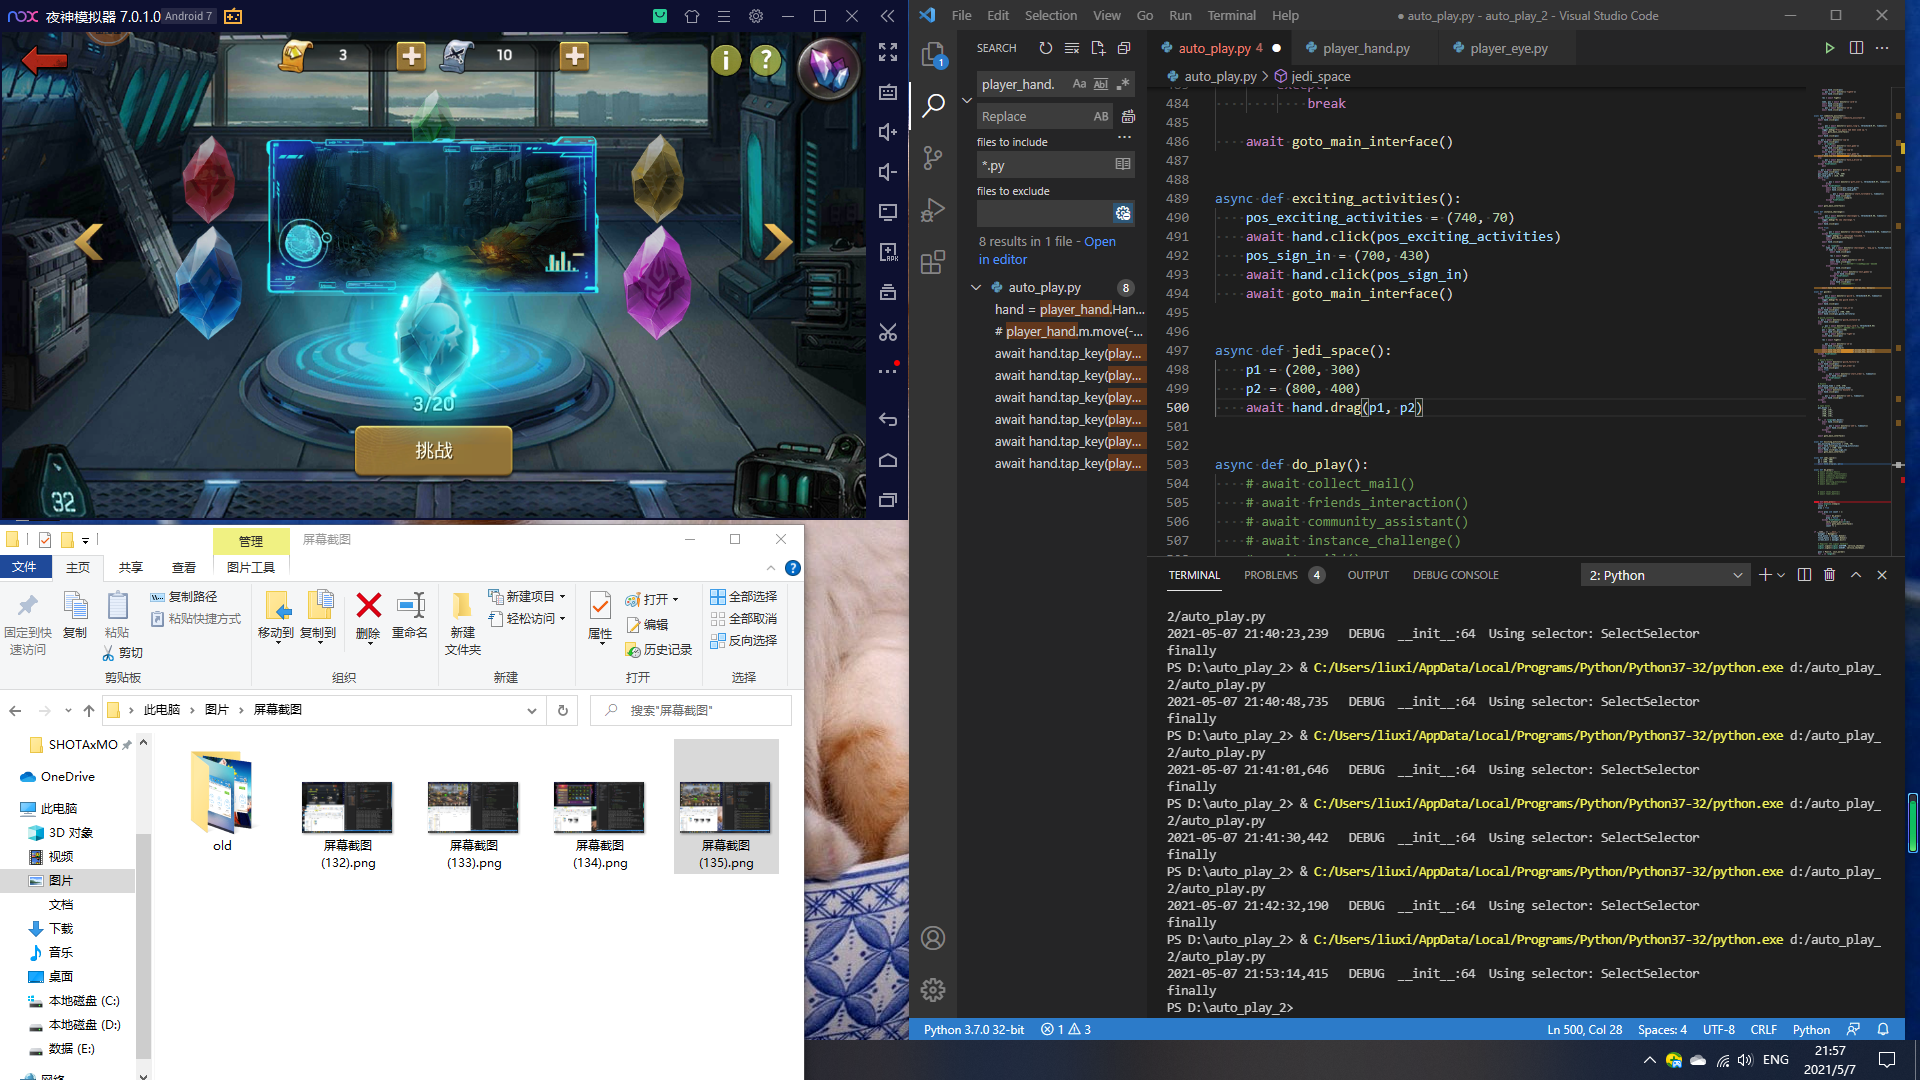 nox 夜神模拟器 7.0.1.0 Android 7
3
10
3/20
挑战
32
管理
屏幕截图
文件
主页
共享
查看
图片工具
固定到快
速访问
复制
粘贴
复制路径
粘贴快捷方式
剪切
剪贴板
移动到
复制到
删除
重命名
组织
新建
文件夹
新建项目
轻松访问
新建
属性
打开
编辑
历史记录
打开
全部选择
全部取消
反向选择
选择
此电脑
图片
屏幕截图
搜索"屏幕截图"
SHOTAxMO
OneDrive
此电脑
3D 对象
视频
图片
文档
下载
音乐
桌面
本地磁盘 (C:)
本地磁盘 (D:)
数据 (E:)
网络
old
屏幕截图
(132).png
屏幕截图
(133).png
屏幕截图
(134).png
屏幕截图
(135).png
File Edit Selection View Go Run Terminal Help
● auto_play.py - auto_play_2 - Visual Studio Code
1
SEARCH
player_hand.
Aa Abl .*
Replace
AB
files to include
*.py
files to exclude
8 results in 1 file - Open
in editor
auto_play.py 8
hand = player_hand.Han...
# player_hand.m.move(-...
await hand.tap_key(play...
await hand.tap_key(play...
await hand.tap_key(play...
await hand.tap_key(play...
await hand.tap_key(play...
await hand.tap_key(play...
auto_play.py 4 ●
player_hand.py
player_eye.py
auto_play.py > jedi_space
483 except:
484 break
485
486 await goto_main_interface()
487
488
489 async def exciting_activities():
490 pos_exciting_activities = (740, 70)
491 await hand.click(pos_exciting_activities)
492 pos_sign_in = (700, 430)
493 await hand.click(pos_sign_in)
494 await goto_main_interface()
495
496
497 async def jedi_space():
498 p1 = (200, 300)
499 p2 = (800, 400)
500 await hand.drag(p1, p2)
501
502
503 async def do_play():
504 # await collect_mail()
505 # await friends_interaction()
506 # await community_assistant()
507 # await instance_challenge()
TERMINAL
PROBLEMS 4
OUTPUT
DEBUG CONSOLE
2: Python
2/auto_play.py
2021-05-07 21:40:23,239 DEBUG __init__:64 Using selector: SelectSelector
finally
PS D:\auto_play_2> & C:/Users/liuxi/AppData/Local/Programs/Python/Python37-32/python.exe d:/auto_play_
2/auto_play.py
2021-05-07 21:40:48,735 DEBUG __init__:64 Using selector: SelectSelector
finally
PS D:\auto_play_2> & C:/Users/liuxi/AppData/Local/Programs/Python/Python37-32/python.exe d:/auto_play_
2/auto_play.py
2021-05-07 21:41:01,646 DEBUG __init__:64 Using selector: SelectSelector
finally
PS D:\auto_play_2> & C:/Users/liuxi/AppData/Local/Programs/Python/Python37-32/python.exe d:/auto_play_
2/auto_play.py
2021-05-07 21:41:30,442 DEBUG __init__:64 Using selector: SelectSelector
finally
PS D:\auto_play_2> & C:/Users/liuxi/AppData/Local/Programs/Python/Python37-32/python.exe d:/auto_play_
2/auto_play.py
2021-05-07 21:42:32,190 DEBUG __init__:64 Using selector: SelectSelector
finally
PS D:\auto_play_2> & C:/Users/liuxi/AppData/Local/Programs/Python/Python37-32/python.exe d:/auto_play_
2/auto_play.py
2021-05-07 21:53:14,415 DEBUG __init__:64 Using selector: SelectSelector
finally
PS D:\auto_play_2>
Python 3.7.0 32-bit
1
3
Ln 500, Col 28
Spaces: 4
UTF-8
CRLF
Python
ENG
21:57
2021/5/7